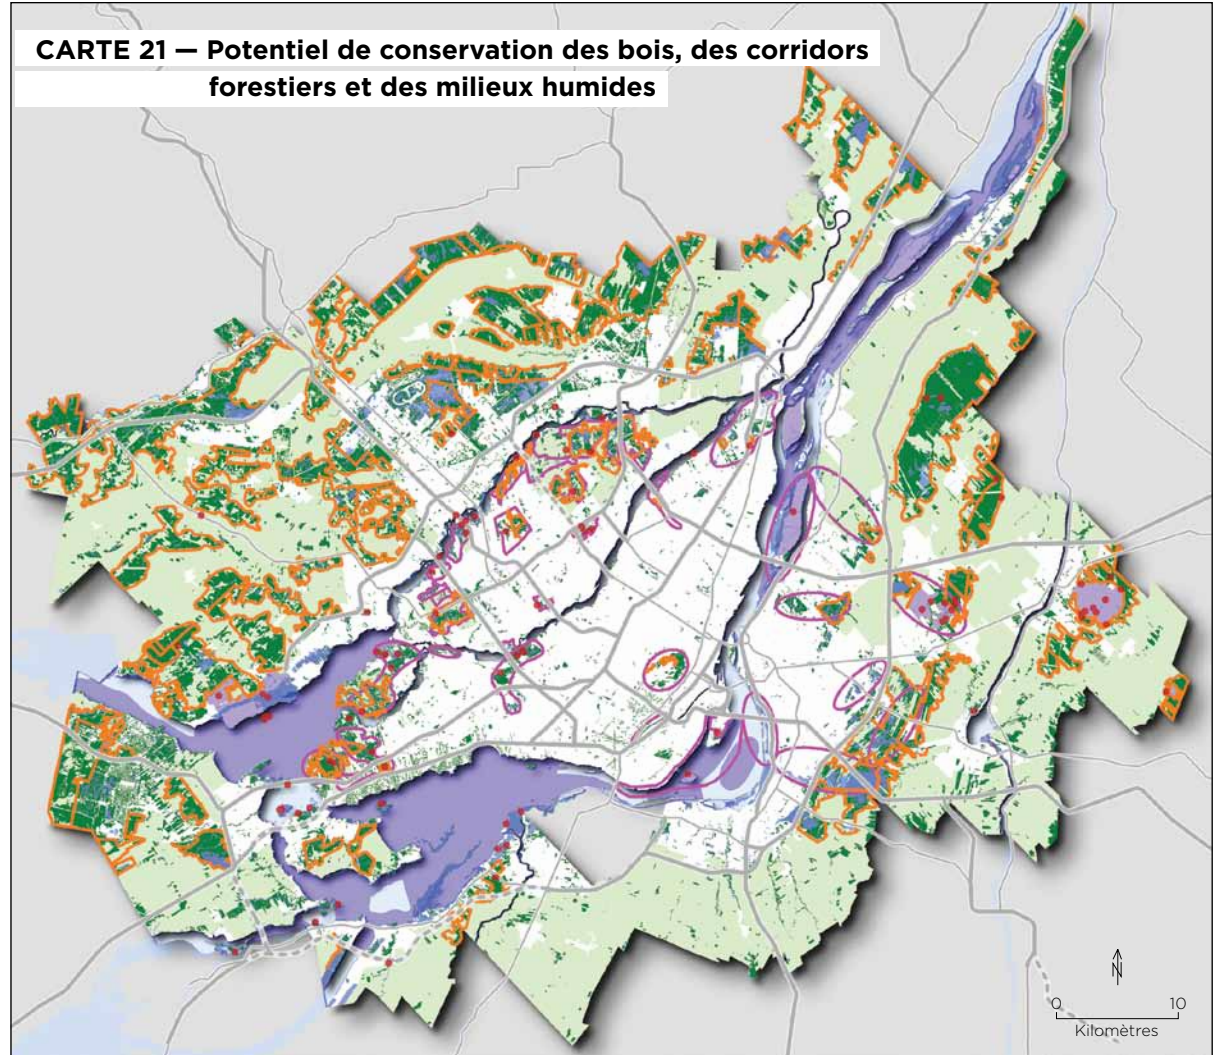 CARTE 21 — Potentiel de conservation des bois, des corridors
forestiers et des milieux humides
N
0 10
Kilomètres